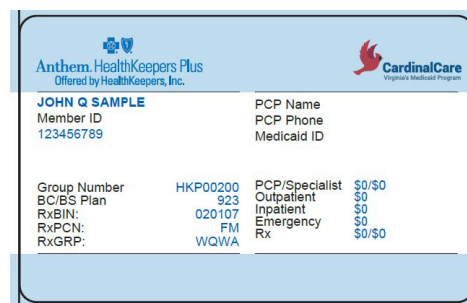 Anthem. HealthKeepers Plus
Offered by HealthKeepers, Inc.
CardinalCare
Virginia's Medicaid Program
JOHN Q SAMPLE
Member ID
123456789
PCP Name
PCP Phone
Medicaid ID
Group Number HKP00200
BC/BS Plan 923
RxBIN: 020107
RxPCN: FM
RxGRP: WQWA
PCP/Specialist $0/$0
Outpatient $0
Inpatient $0
Emergency $0
Rx $0/$0